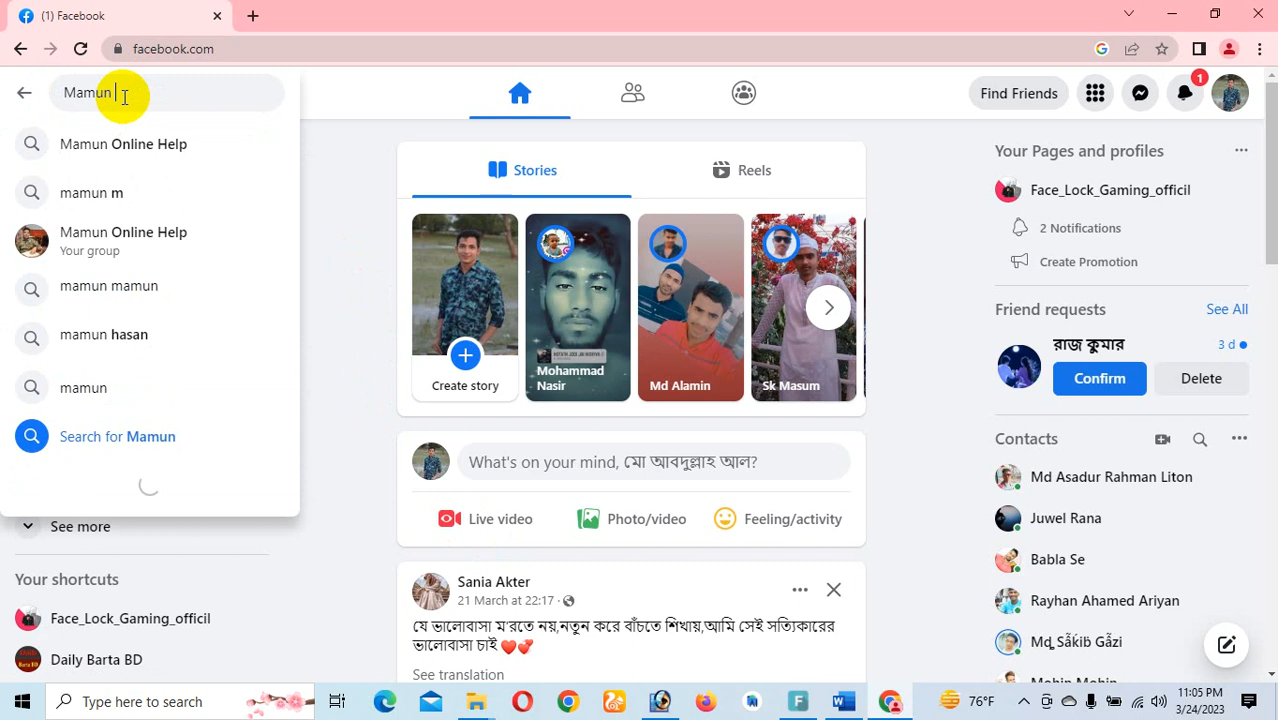 (1) Facebook
facebook.com
Mamun
Mamun Online Help
mamun m
Mamun Online Help
Your group
mamun mamun
mamun hasan
mamun
Search for Mamun
See more
Your shortcuts
Face_Lock_Gaming_officil
Daily Barta BD
Find Friends
1
Stories
Reels
Create story
Mohammad
Nasir
Md Alamin
Sk Masum
What's on your mind, মো আবদুল্লাহ আল?
Live video
Photo/video
Feeling/activity
Sania Akter
21 March at 22:17 ·
যে ভালোবাসা ম'রতে নয়,নতুন করে বাঁচতে শিখায়,আমি সেই সত্যিকারের
ভালোবাসা চাই
See translation
Your Pages and profiles
Face_Lock_Gaming_officil
2 Notifications
Create Promotion
Friend requests
See All
রাজ কুমার
3 d
Confirm
Delete
Contacts
Md Asadur Rahman Liton
Juwel Rana
Babla Se
Rayhan Ahamed Ariyan
Type here to search
76°F
11:05 PM
3/24/2023